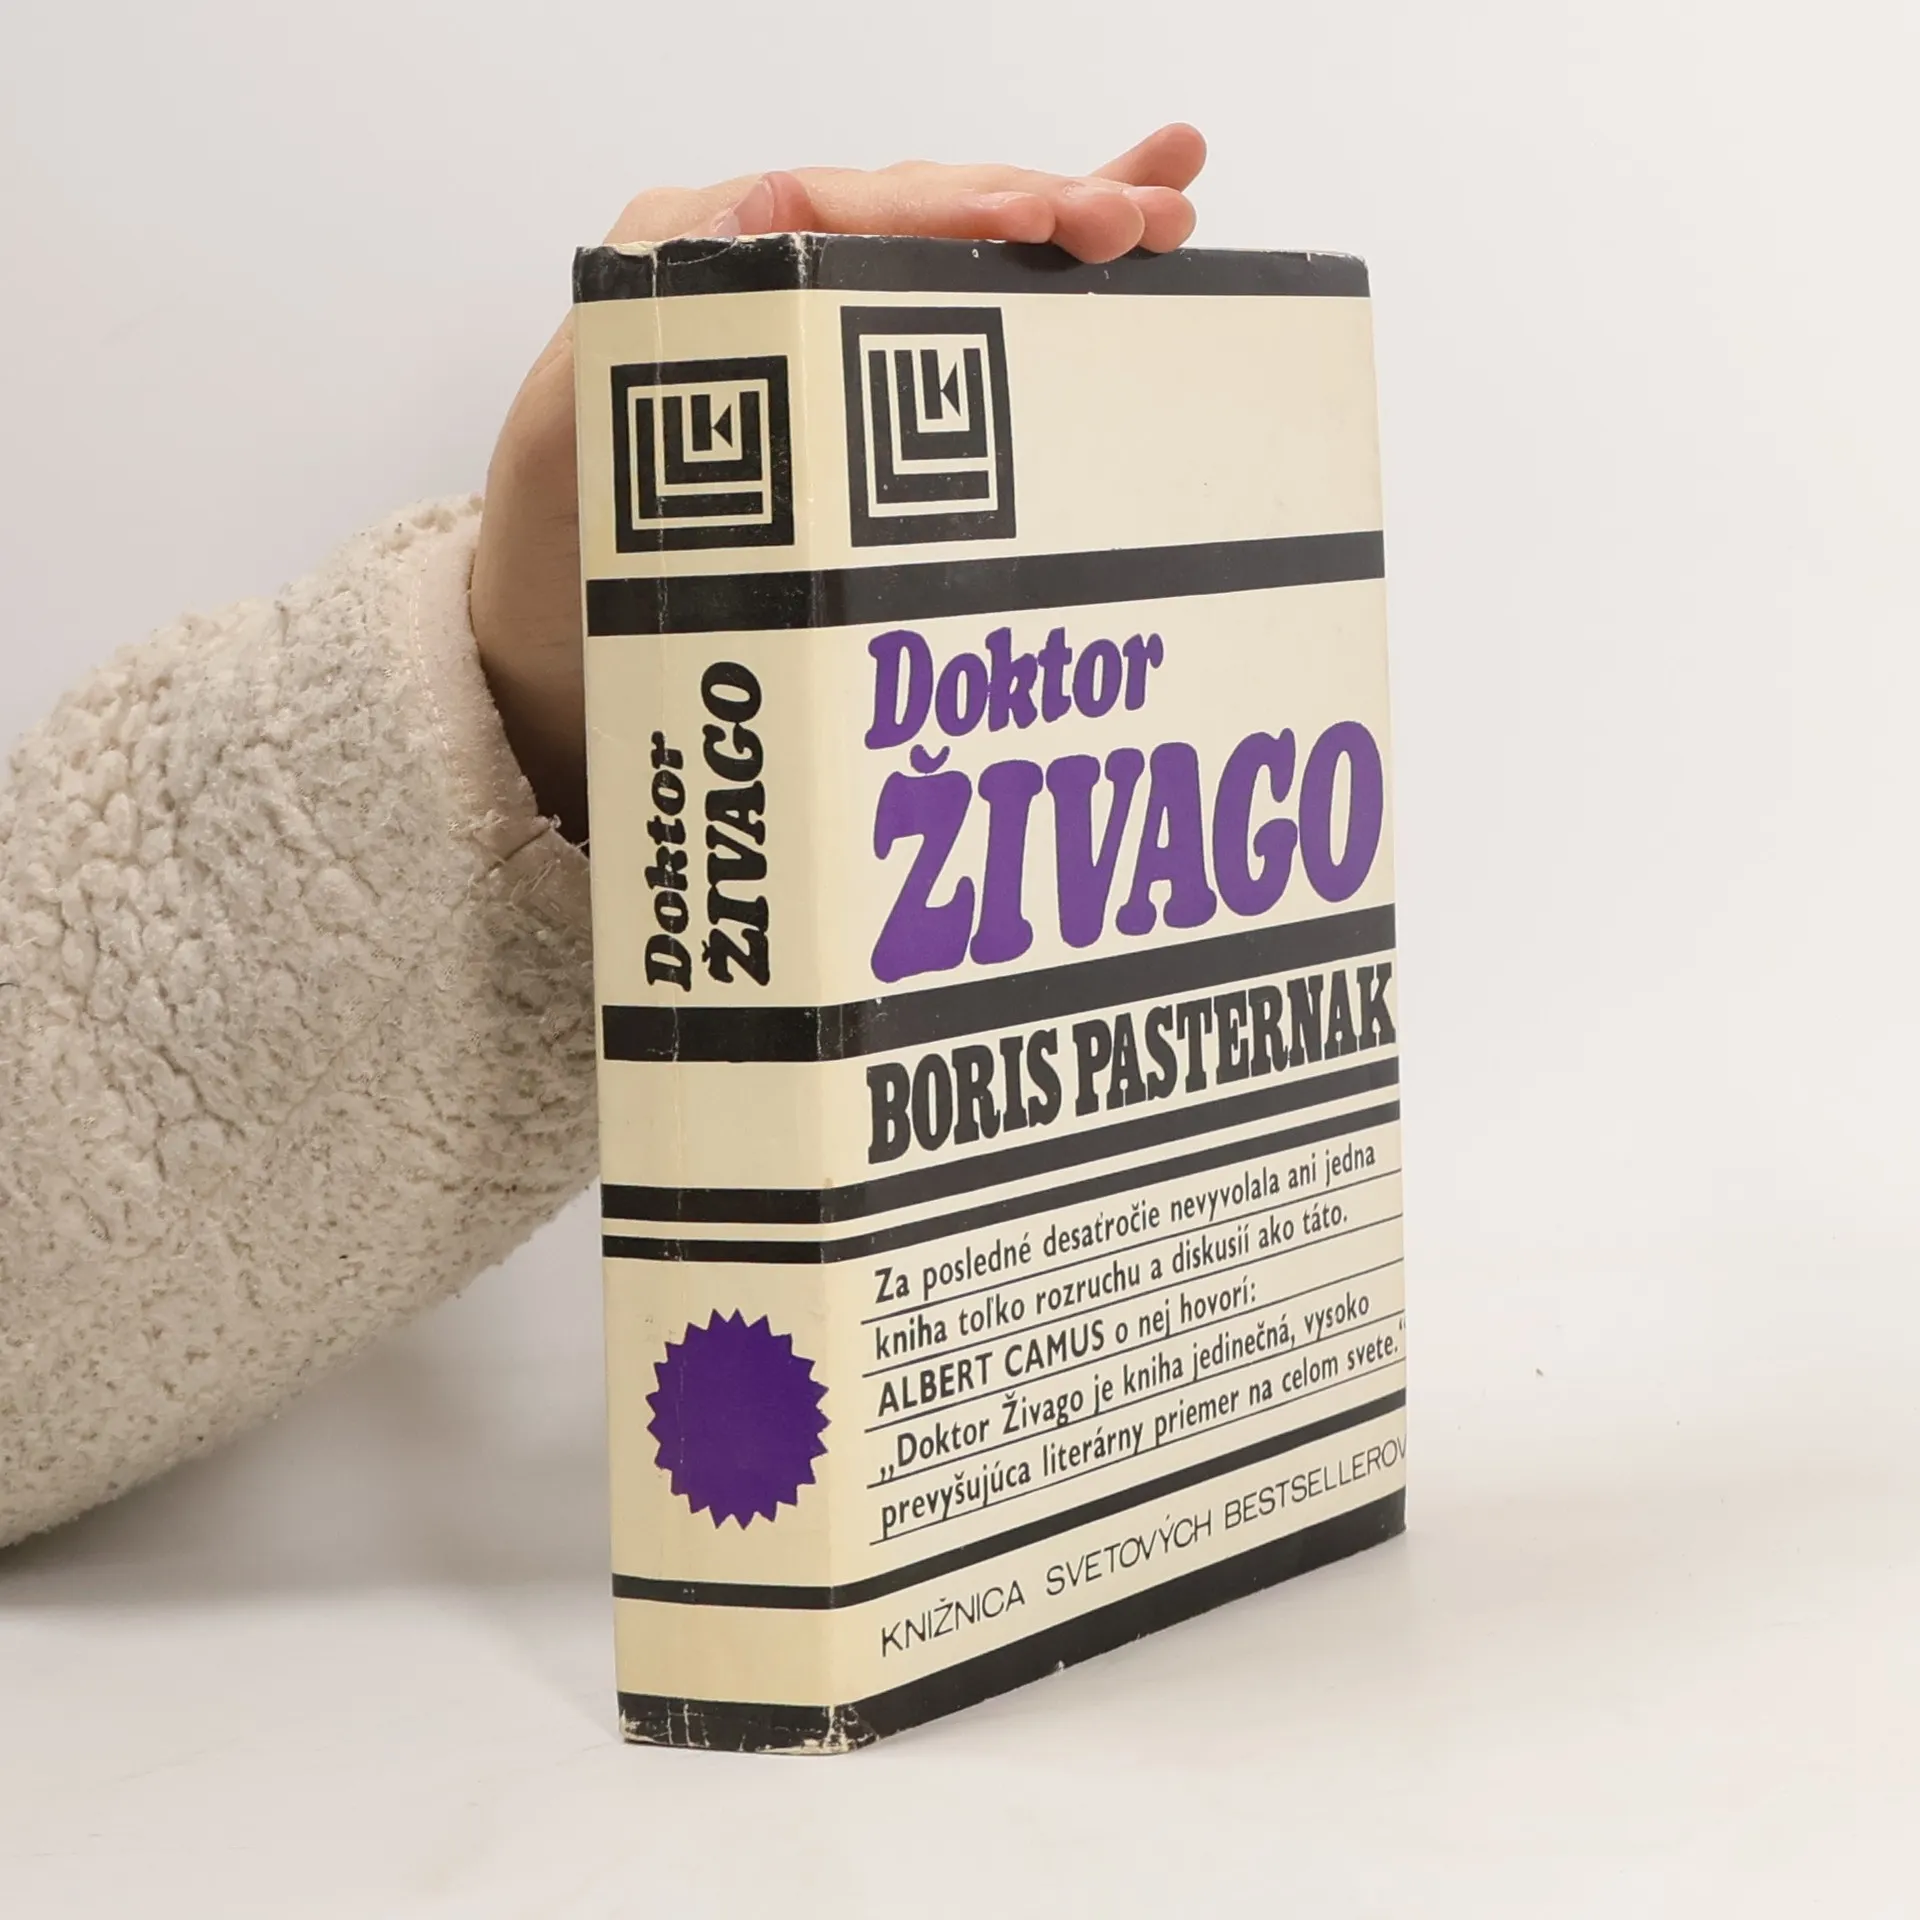 Doktor
ŽIVAGO
Doktor
ŽIVAGO
BORIS PASTERNAK
Za posledné desaťročie nevyvolala ani jedna
kniha toľko rozruchu a diskusií ako táto.
ALBERT CAMUS o nej hovorí:
„Doktor Živago je kniha jedinečná, vysoko
prevyšujúca literárny priemer na celom svete.“
KNIŽNICA SVETOVÝCH BESTSELLEROV